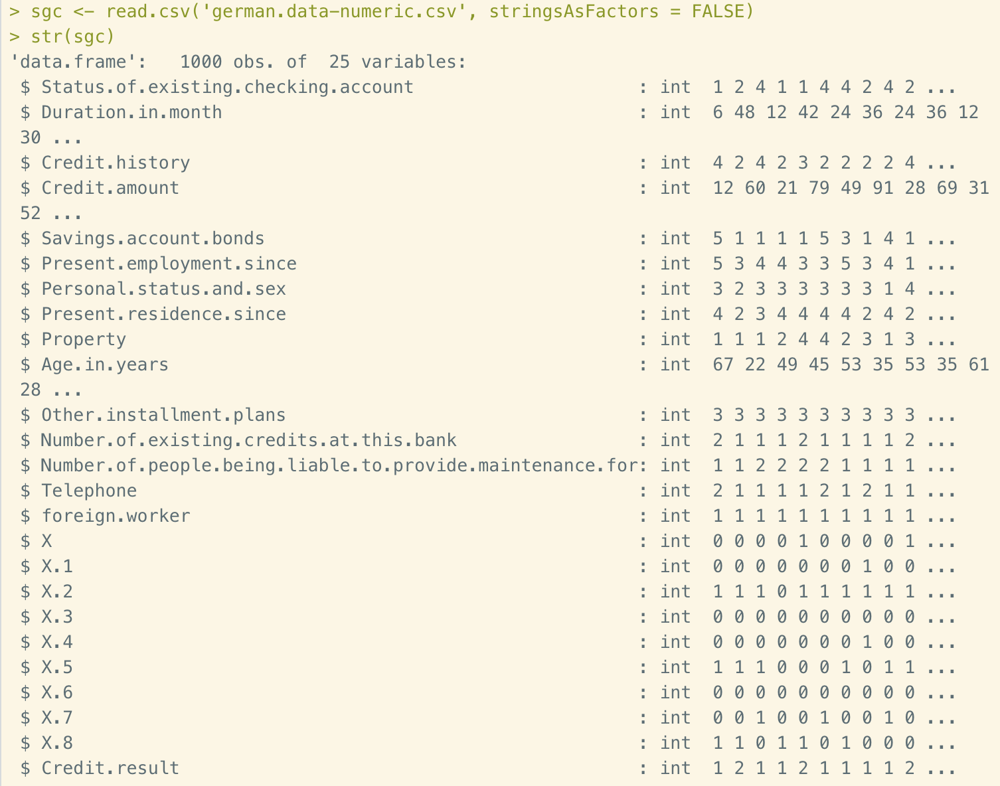 > sgc <- read.csv('german.data-numeric.csv', stringsAsFactors = FALSE)
> str(sgc)
'data.frame':   1000 obs. of  25 variables:
 $ Status.of.existing.checking.account                     : int  1 2 4 1 1 4 4 2 4 2 ...
 $ Duration.in.month                                       : int  6 48 12 42 24 36 24 36 12
 30 ...
 $ Credit.history                                          : int  4 2 4 2 3 2 2 2 2 4 ...
 $ Credit.amount                                           : int  12 60 21 79 49 91 28 69 31
 52 ...
 $ Savings.account.bonds                                   : int  5 1 1 1 1 5 3 1 4 1 ...
 $ Present.employment.since                                : int  5 3 4 4 3 3 5 3 4 1 ...
 $ Personal.status.and.sex                                 : int  3 2 3 3 3 3 3 3 1 4 ...
 $ Present.residence.since                                 : int  4 2 3 4 4 4 4 2 4 2 ...
 $ Property                                                : int  1 1 1 2 4 4 2 3 1 3 ...
 $ Age.in.years                                            : int  67 22 49 45 53 35 53 35 61
 28 ...
 $ Other.installment.plans                                 : int  3 3 3 3 3 3 3 3 3 3 ...
 $ Number.of.existing.credits.at.this.bank                 : int  2 1 1 1 2 1 1 1 1 2 ...
 $ Number.of.people.being.liable.to.provide.maintenance.for: int  1 1 2 2 2 2 1 1 1 1 ...
 $ Telephone                                               : int  2 1 1 1 1 2 1 2 1 1 ...
 $ foreign.worker                                          : int  1 1 1 1 1 1 1 1 1 1 ...
 $ X                                                       : int  0 0 0 0 1 0 0 0 0 1 ...
 $ X.1                                                     : int  0 0 0 0 0 0 0 1 0 0 ...
 $ X.2                                                     : int  1 1 1 0 1 1 1 1 1 1 ...
 $ X.3                                                     : int  0 0 0 0 0 0 0 0 0 0 ...
 $ X.4                                                     : int  0 0 0 0 0 0 0 1 0 0 ...
 $ X.5                                                     : int  1 1 1 0 0 0 1 0 1 1 ...
 $ X.6                                                     : int  0 0 0 0 0 0 0 0 0 0 ...
 $ X.7                                                     : int  0 0 1 0 0 1 0 0 1 0 ...
 $ X.8                                                     : int  1 1 0 1 1 0 1 0 0 0 ...
 $ Credit.result                                           : int  1 2 1 1 2 1 1 1 1 2 ...